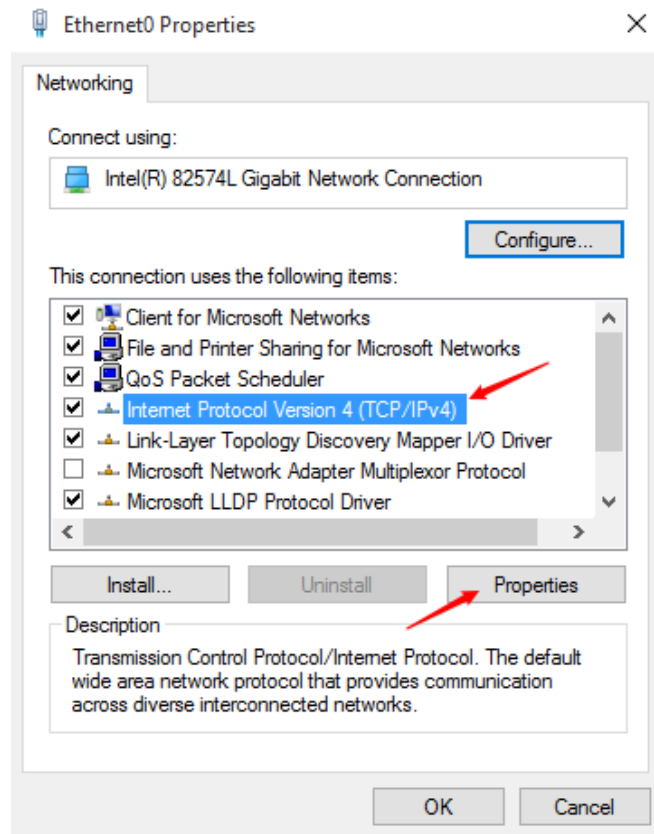 Ethernet0 Properties
Networking
Connect using:
Intel(R) 82574L Gigabit Network Connection
Configure...
This connection uses the following items:
Client for Microsoft Networks
File and Printer Sharing for Microsoft Networks
QoS Packet Scheduler
Internet Protocol Version 4 (TCP/IPv4)
Link-Layer Topology Discovery Mapper I/O Driver
Microsoft Network Adapter Multiplexor Protocol
Microsoft LLDP Protocol Driver
Install... Uninstall Properties
Description
Transmission Control Protocol/Internet Protocol. The default
wide area network protocol that provides communication
across diverse interconnected networks.
OK Cancel